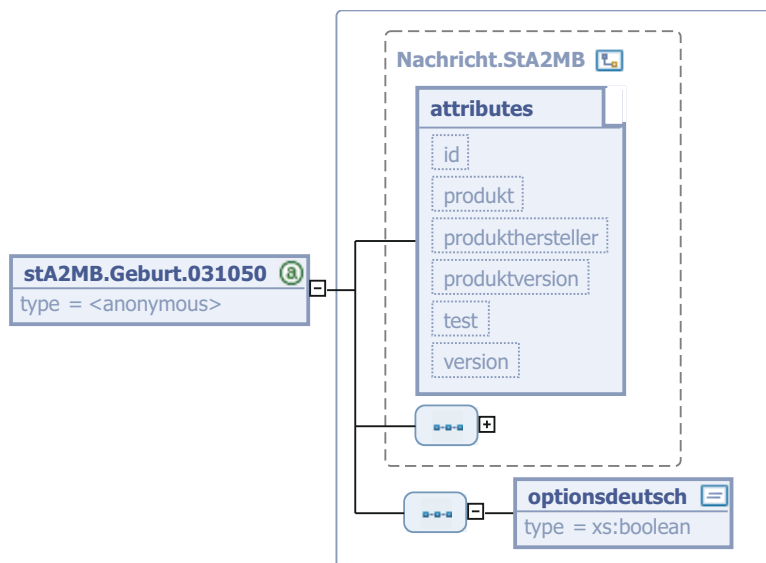 Nachricht.StA2MB
attributes
id
produkt
produkthersteller
produktversion
test
version
stA2MB.Geburt.031050
type = <anonymous>
optionsdeutsch
type = xs:boolean